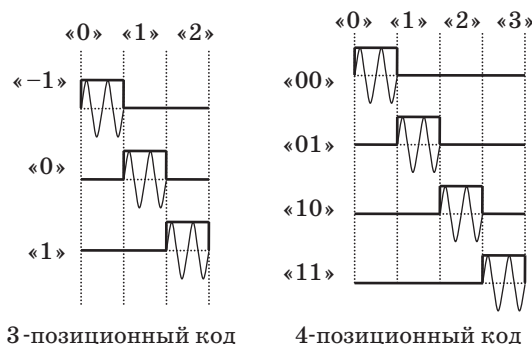 «0» «1» «2»
«−1»
«0»
«1»
3-позиционный код
«0» «1» «2» «3»
«00»
«01»
«10»
«11»
4-позиционный код